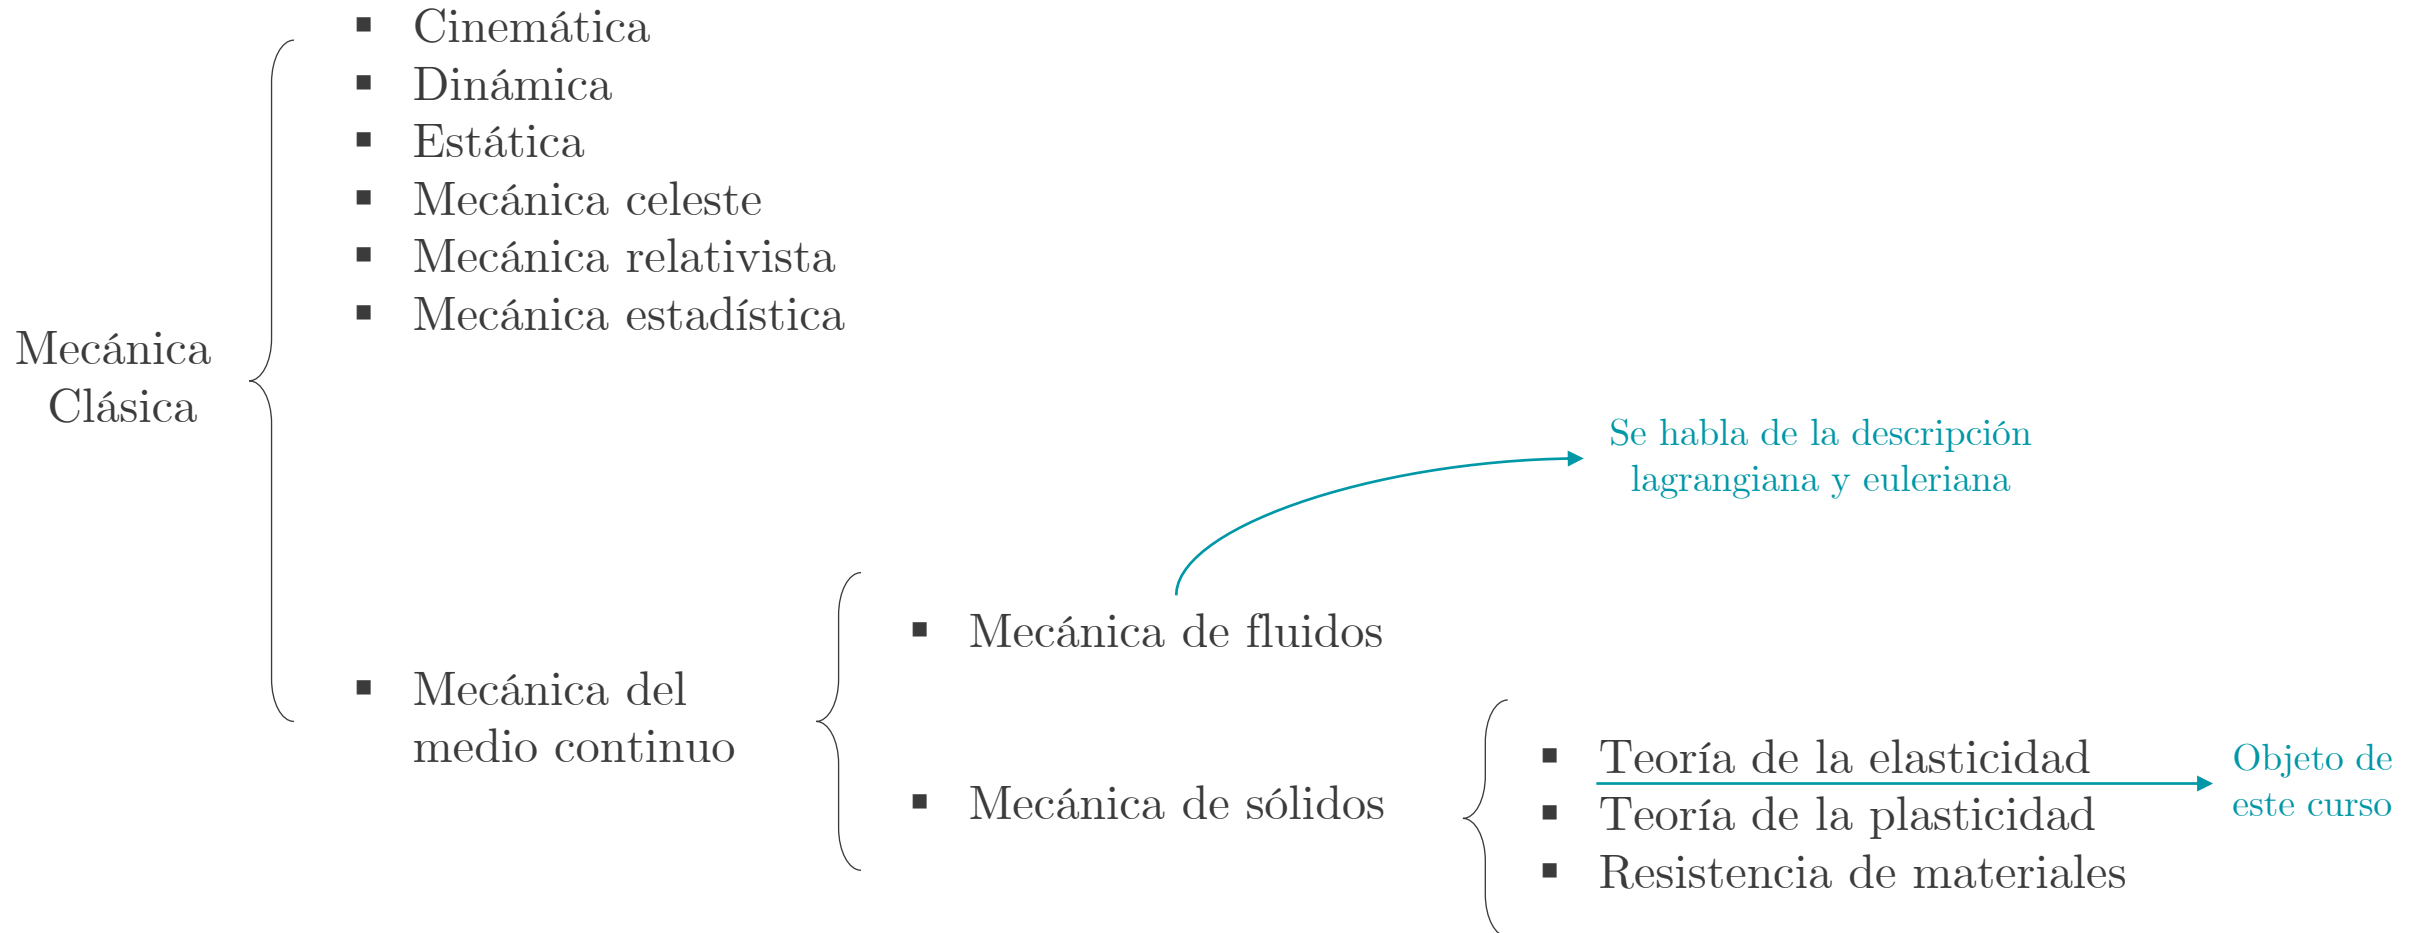 ▪ Cinemática
▪ Dinámica
▪ Estática
▪ Mecánica celeste
▪ Mecánica relativista
▪ Mecánica estadística
Mecánica
Clásica
Se habla de la descripción
lagrangiana y euleriana
▪ Mecánica de fluidos
▪ Mecánica del
medio continuo
▪ Mecánica de sólidos
▪ Teoría de la elasticidad
▪ Teoría de la plasticidad
▪ Resistencia de materiales
Objeto de
este curso